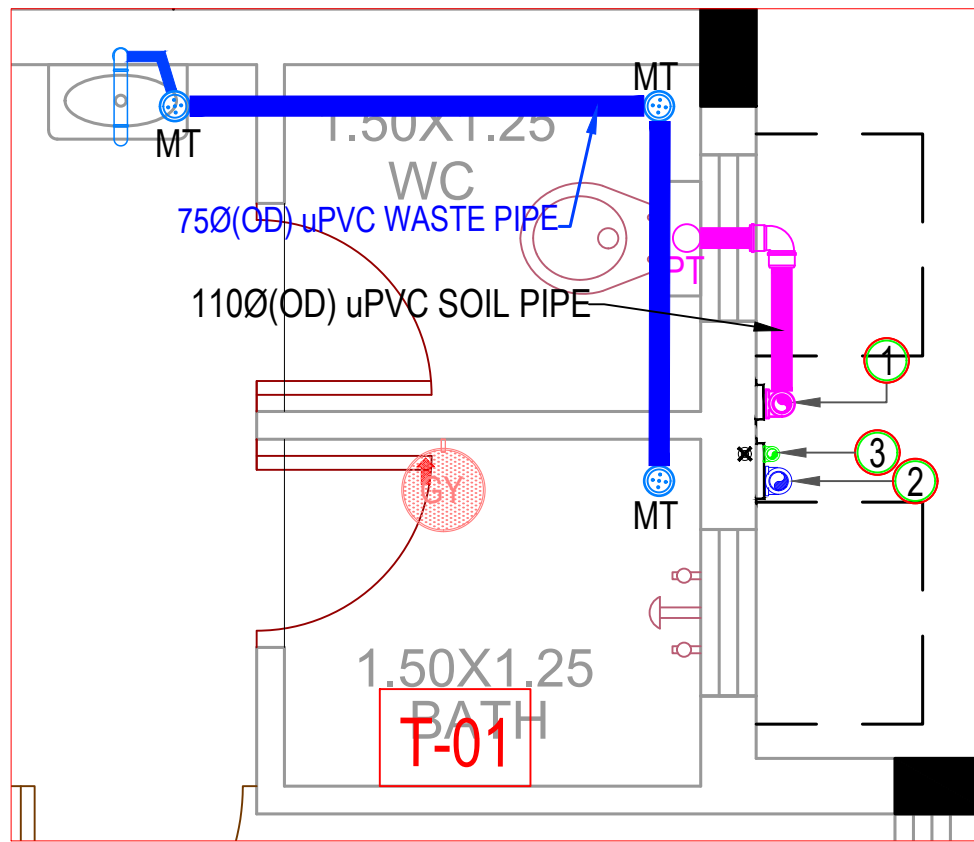 MT
MT
1.50X1.25
WC
75Ø(OD) uPVC WASTE PIPE
PT
110Ø(OD) uPVC SOIL PIPE
1
3
2
GY
MT
1.50X1.25
BATH
T-01